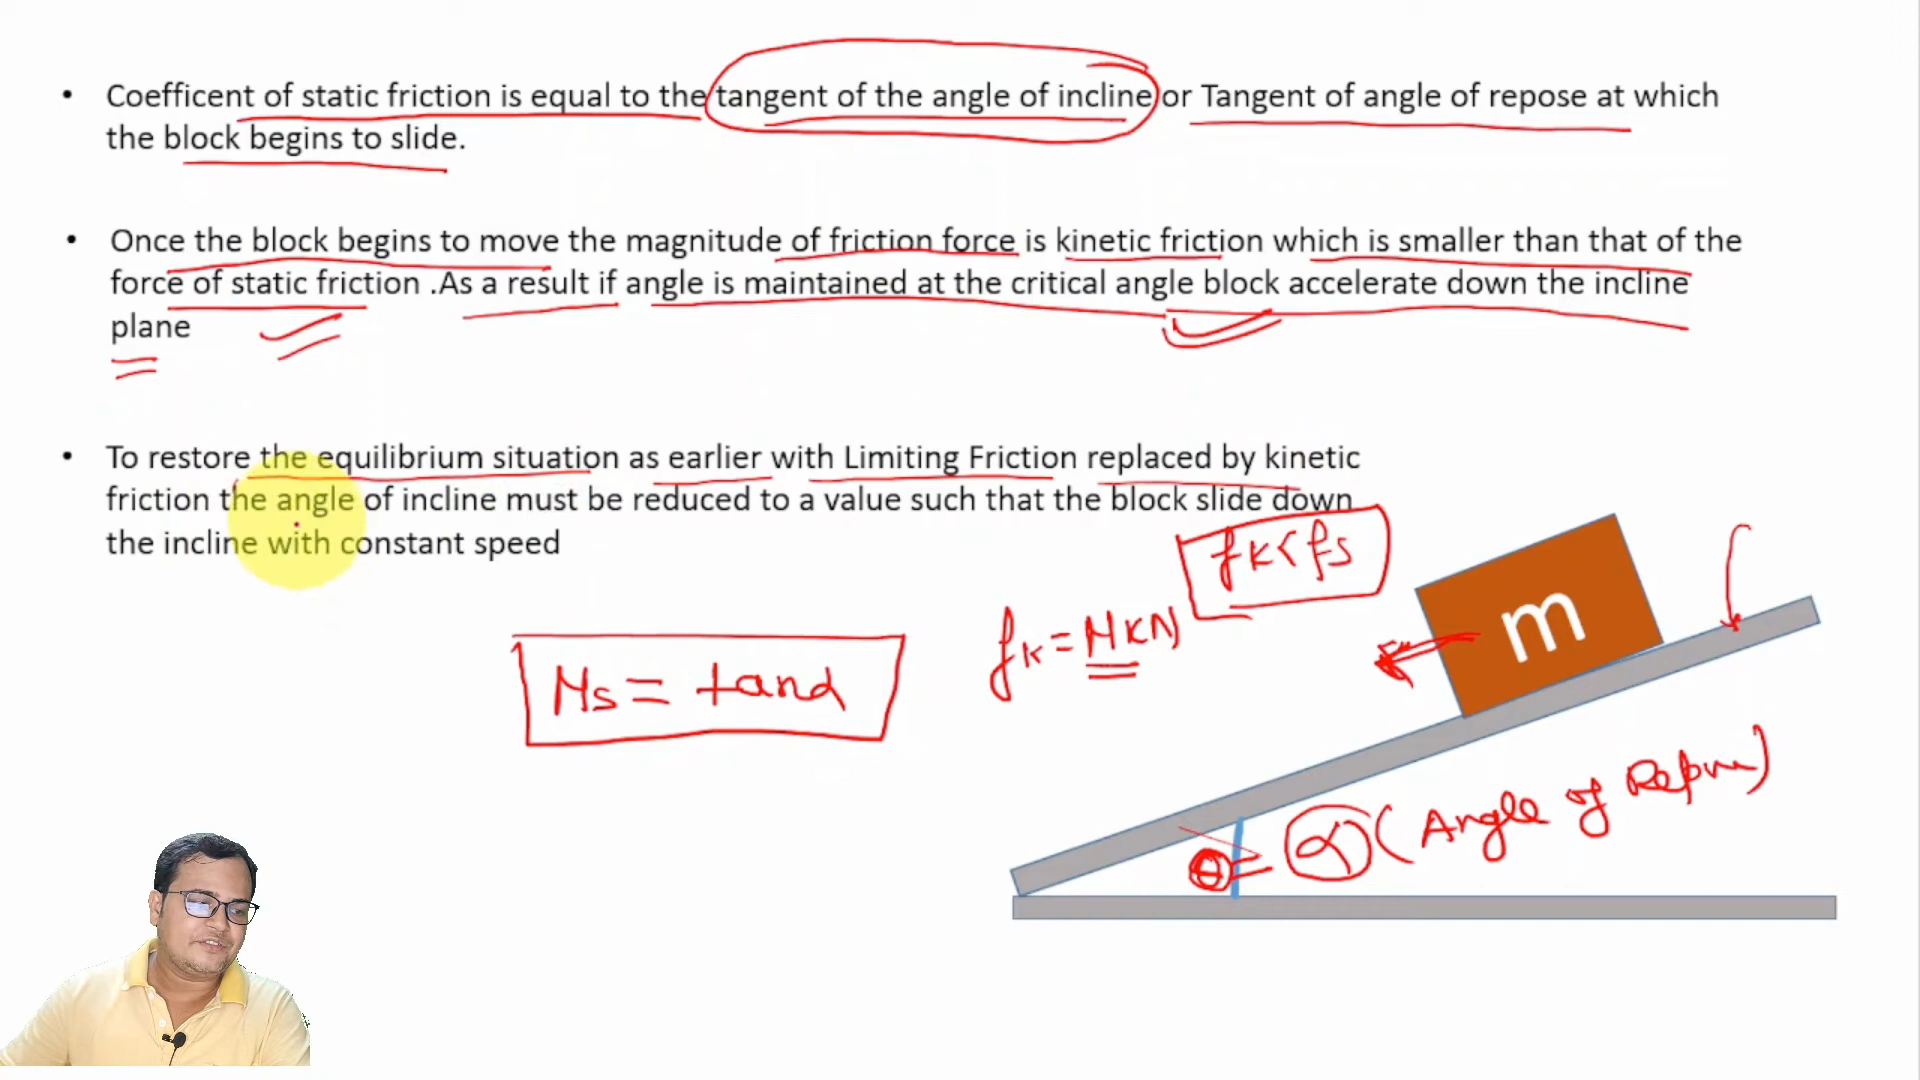 • Coefficent of static friction is equal to the tangent of the angle of incline or Tangent of angle of repose at which
the block begins to slide.
• Once the block begins to move the magnitude of friction force is kinetic friction which is smaller than that of the
force of static friction .As a result if angle is maintained at the critical angle block accelerate down the incline
plane
• To restore the equilibrium situation as earlier with Limiting Friction replaced by kinetic
friction the angle of incline must be reduced to a value such that the block slide down
the incline with constant speed
fK<fs
fK=μKN
m
μs = tanα
θ = α (Angle of Repose)